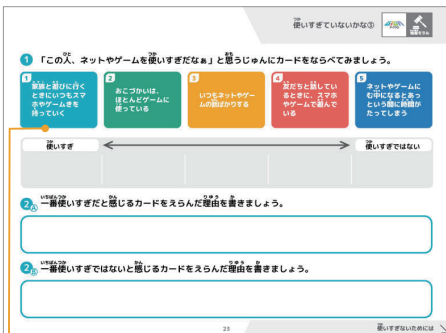 使いすぎていないかな③
1 「この人、ネットやゲームを使いすぎだなぁ」と思うじゅんにカードをならべてみましょう。
1
家族と遊びに行く
ときにいつもスマ
ホやゲームきを
持っていく
2
おこづかいは、
ほとんどゲームに
使っている
3
いつもネットやゲー
ムの話ばかりする
4
友だちと話してい
るときに、スマホ
やゲームで遊んで
いる
5
ネットやゲームに
む中になるとあっ
という間に時間が
たってしまう
使いすぎ
使いすぎではない
2A 一番使いすぎだと感じるカードをえらんだ理由を書きましょう。
2B 一番使いすぎではないと感じるカードをえらんだ理由を書きましょう。
23
使いすぎないためには